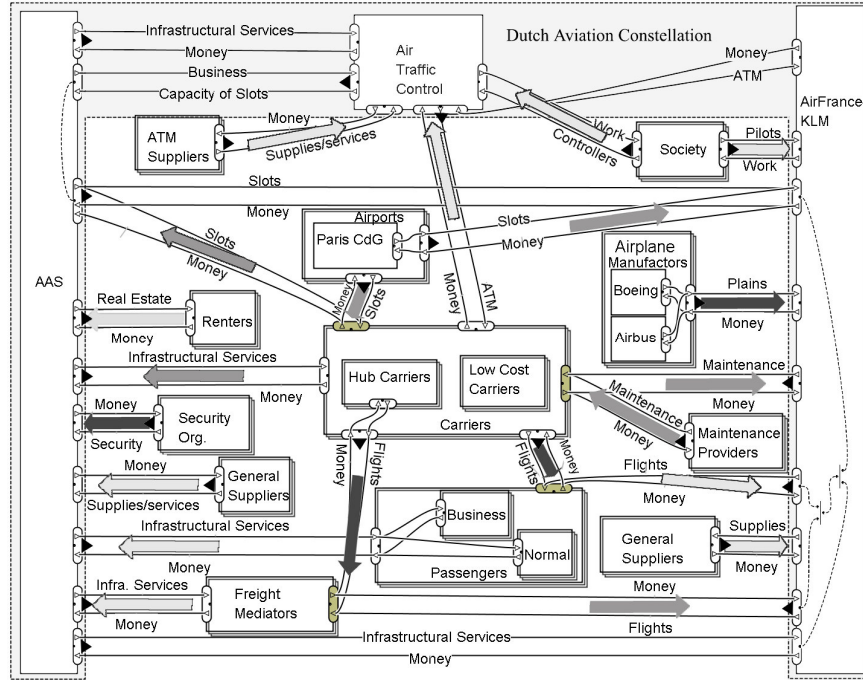 Infrastructural Services
Money
Business
Capacity of Slots
Air
Traffic
Control
Dutch Aviation Constellation
Money
ATM
AirFrance
KLM
ATM
Suppliers
Money
Supplies/services
Work
Controllers
Society
Pilots
Work
Slots
Money
Slots
Money
Airports
Paris CdG
Slots
Money
Money
Slots
Money
ATM
Airplane
Manufactors
Boeing
Airbus
Plains
Money
AAS
Real Estate
Money
Renters
Infrastructural Services
Money
Hub Carriers
Low Cost
Carriers
Carriers
Maintenance
Money
Maintenance
Money
Maintenance
Providers
Money
Security
Security
Org.
Money
Supplies/services
General
Suppliers
Money
Flights
Flights
Money
Flights
Money
Infrastructural Services
Money
Business
Normal
Passengers
General
Suppliers
Supplies
Money
Infra. Services
Money
Freight
Mediators
Money
Flights
Infrastructural Services
Money